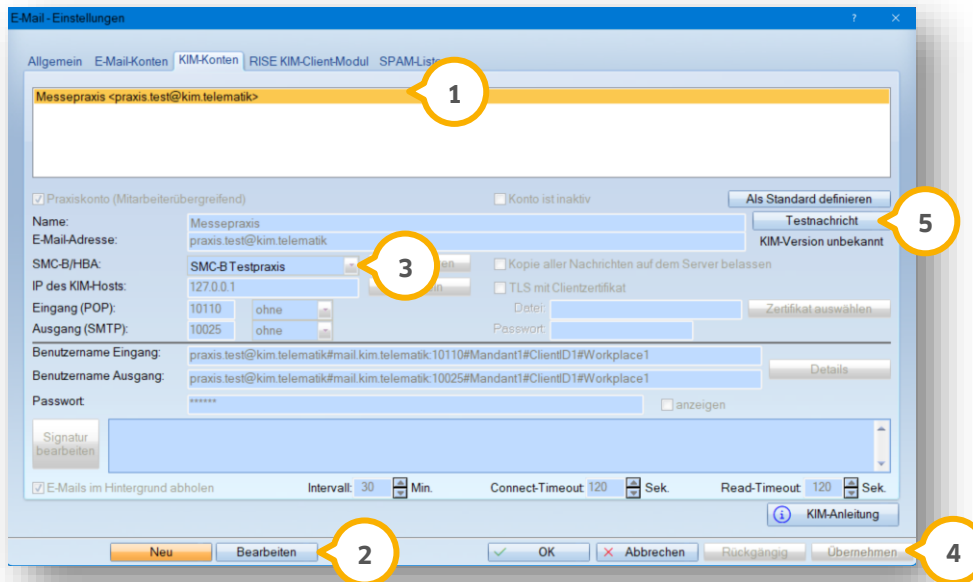 E-Mail - Einstellungen
Allgemein E-Mail-Konten KIM-Konten RISE KIM-Client-Modul SPAM-Liste
Messepraxis <praxis.test@kim.telematik>
1
Praxiskonto (Mitarbeiterübergreifend) Konto ist inaktiv Als Standard definieren
Name: Messepraxis Testnachricht
5
E-Mail-Adresse: praxis.test@kim.telematik KIM-Version unbekannt
SMC-B/HBA: SMC-B Testpraxis Kopie aller Nachrichten auf dem Server belassen
3
IP des KIM-Hosts: 127.0.0.1 TLS mit Clientzertifikat
Eingang (POP): 10110 ohne Datei: Zertifikat auswählen
Ausgang (SMTP): 10025 ohne Passwort:
Benutzername Eingang: praxis.test@kim.telematik#mail.kim.telematik:10110#Mandant1#ClientID1#Workplace1
Details
Benutzername Ausgang: praxis.test@kim.telematik#mail.kim.telematik:10025#Mandant1#ClientID1#Workplace1
Passwort: ****** anzeigen
Signatur
bearbeiten
E-Mails im Hintergrund abholen Intervall: 30 Min. Connect-Timeout: 120 Sek. Read-Timeout: 120 Sek.
KIM-Anleitung
Neu Bearbeiten 2 OK Abbrechen Rückgängig Übernehmen 4